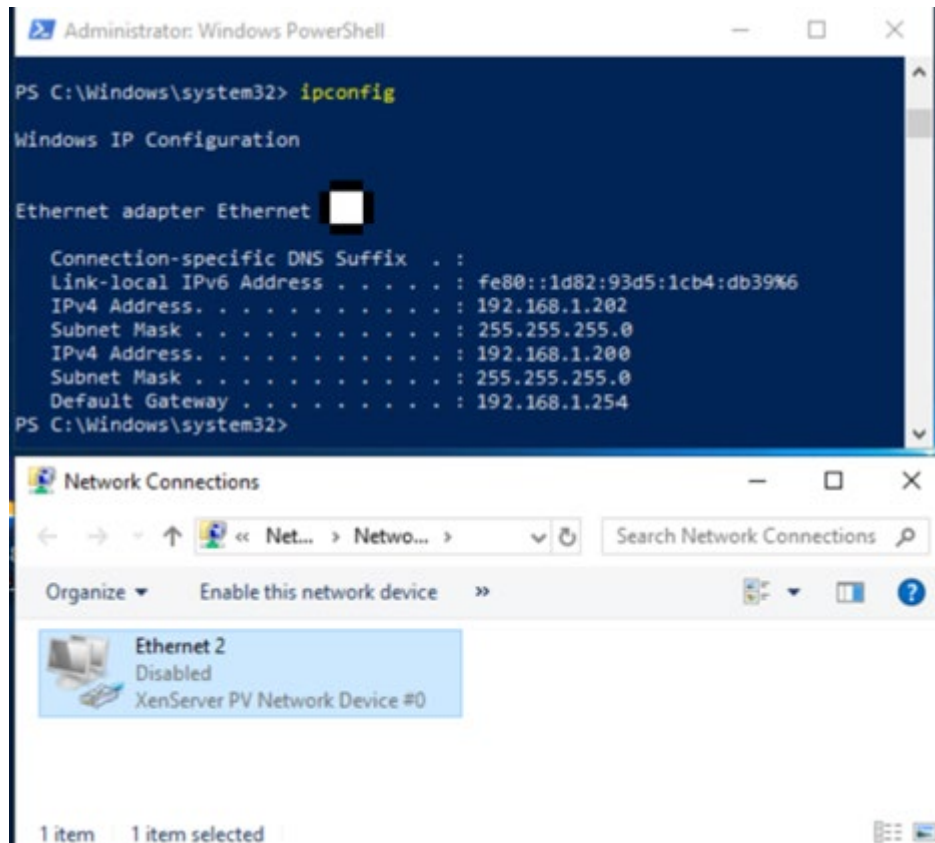 Administrator: Windows PowerShell
PS C:\Windows\system32> ipconfig
Windows IP Configuration
Ethernet adapter Ethernet
Connection-specific DNS Suffix . :
Link-local IPv6 Address . . . . . : fe80::1d82:93d5:1cb4:db39%6
IPv4 Address. . . . . . . . . . . : 192.168.1.202
Subnet Mask . . . . . . . . . . . : 255.255.255.0
IPv4 Address. . . . . . . . . . . : 192.168.1.200
Subnet Mask . . . . . . . . . . . : 255.255.255.0
Default Gateway . . . . . . . . . : 192.168.1.254
PS C:\Windows\system32>
Network Connections
« Net... › Netwo... › Search Network Connections
Organize Enable this network device »
Ethernet 2
Disabled
XenServer PV Network Device #0
1 item 1 item selected